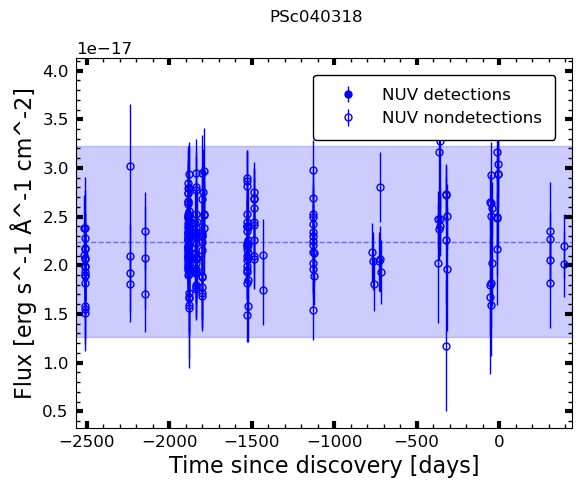 PSc040318
1e−17
4.0
3.5
3.0
2.5
2.0
1.5
1.0
0.5
Flux [erg s^-1 Å^-1 cm^-2]
NUV detections
NUV nondetections
−2500 −2000 −1500 −1000 −500 0
Time since discovery [days]